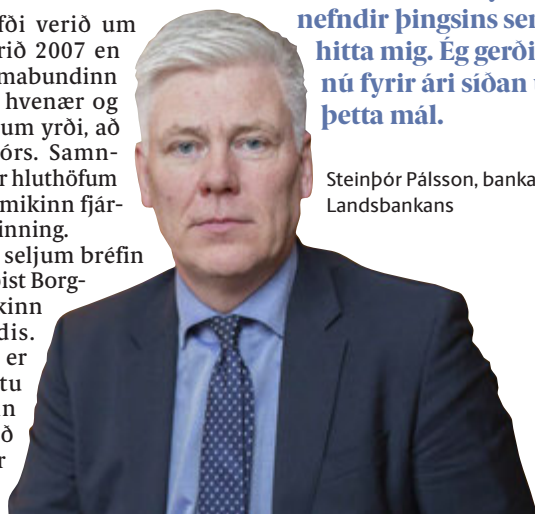 fði verið um
rið 2007 en
mabundinn
hvenær og
um yrði, að
órs. Samn-
r hluthöfum
mikinn fjár-
inning.
seljum bréfin
ist Borg-
kinn
dis.
er
tu
n
ð
r
nefndir þingsins sem
hitta mig. Ég gerði
nú fyrir ári síðan
þetta mál.
Steinþór Pálsson, banka
Landsbankans